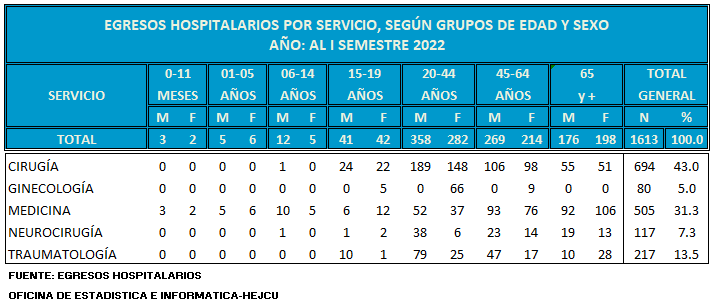 EGRESOS HOSPITALARIOS POR SERVICIO, SEGÚN GRUPOS DE EDAD Y SEXO
AÑO: AL I SEMESTRE 2022
SERVICIO 0-11 MESES 01-05 AÑOS 06-14 AÑOS 15-19 AÑOS 20-44 AÑOS 45-64 AÑOS 65 y + TOTAL GENERAL
M F M F M F M F M F M F M F N %
TOTAL 3 2 5 6 12 5 41 42 358 282 269 214 176 198 1613 100.0
CIRUGÍA 0 0 0 0 1 0 24 22 189 148 106 98 55 51 694 43.0
GINECOLOGÍA 0 0 0 0 0 0 0 5 0 66 0 9 0 0 80 5.0
MEDICINA 3 2 5 6 10 5 6 12 52 37 93 76 92 106 505 31.3
NEUROCIRUGÍA 0 0 0 0 1 0 1 2 38 6 23 14 19 13 117 7.3
TRAUMATOLOGÍA 0 0 0 0 0 0 10 1 79 25 47 17 10 28 217 13.5
FUENTE: EGRESOS HOSPITALARIOS
OFICINA DE ESTADISTICA E INFORMATICA-HEJCU